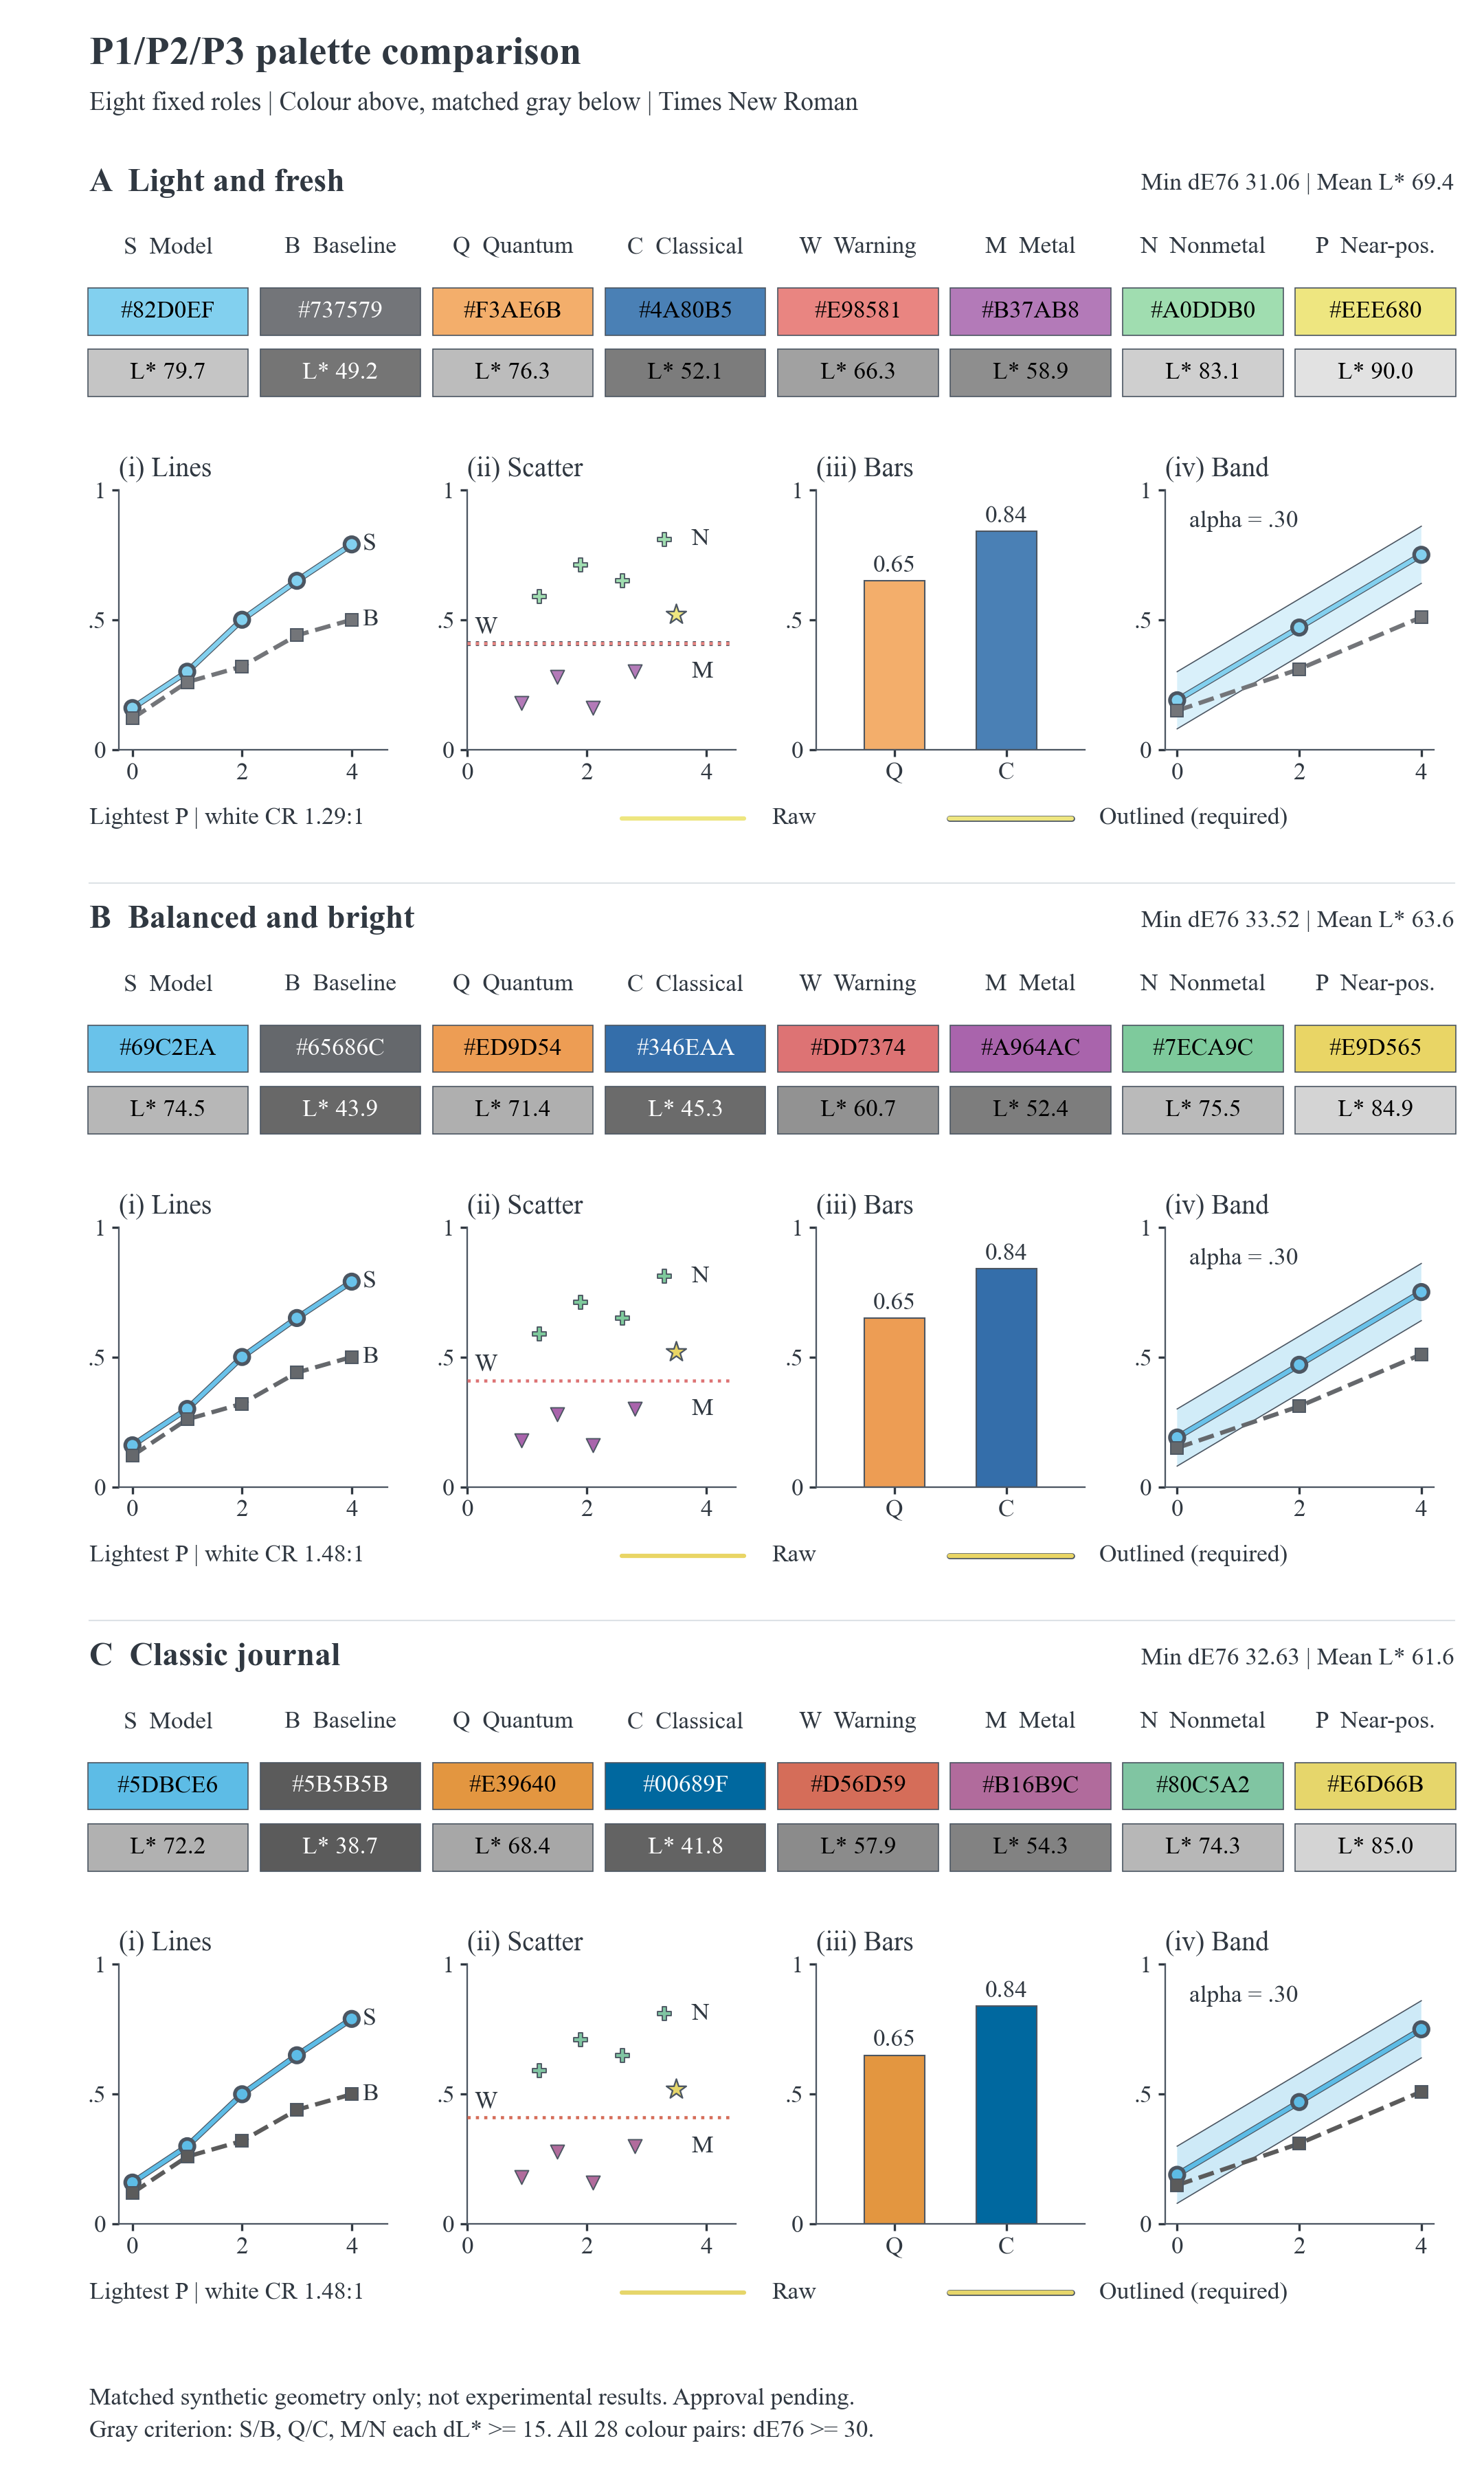 P1/P2/P3 palette comparison
Eight fixed roles | Colour above, matched gray below | Times New Roman
A Light and fresh
Min dE76 31.06 | Mean L* 69.4
S Model B Baseline Q Quantum C Classical W Warning M Metal N Nonmetal P Near-pos.
#82D0EF #737579 #F3AE6B #4A80B5 #E98581 #B37AB8 #A0DDB0 #EEE680
L* 79.7 L* 49.2 L* 76.3 L* 52.1 L* 66.3 L* 58.9 L* 83.1 L* 90.0
(i) Lines
1
.5
0
S
B
0 2 4
(ii) Scatter
1
.5
0
N
W
M
0 2 4
(iii) Bars
1
.5
0
0.65
0.84
Q C
(iv) Band
1
.5
0
alpha = .30
0 2 4
Lightest P | white CR 1.29:1
Raw
Outlined (required)
B Balanced and bright
Min dE76 33.52 | Mean L* 63.6
S Model B Baseline Q Quantum C Classical W Warning M Metal N Nonmetal P Near-pos.
#69C2EA #65686C #ED9D54 #346EAA #DD7374 #A964AC #7ECA9C #E9D565
L* 74.5 L* 43.9 L* 71.4 L* 45.3 L* 60.7 L* 52.4 L* 75.5 L* 84.9
(i) Lines
1
.5
0
S
B
0 2 4
(ii) Scatter
1
.5
0
N
W
M
0 2 4
(iii) Bars
1
.5
0
0.65
0.84
Q C
(iv) Band
1
.5
0
alpha = .30
0 2 4
Lightest P | white CR 1.48:1
Raw
Outlined (required)
C Classic journal
Min dE76 32.63 | Mean L* 61.6
S Model B Baseline Q Quantum C Classical W Warning M Metal N Nonmetal P Near-pos.
#5DBCE6 #5B5B5B #E39640 #00689F #D56D59 #B16B9C #80C5A2 #E6D66B
L* 72.2 L* 38.7 L* 68.4 L* 41.8 L* 57.9 L* 54.3 L* 74.3 L* 85.0
(i) Lines
1
.5
0
S
B
0 2 4
(ii) Scatter
1
.5
0
N
W
M
0 2 4
(iii) Bars
1
.5
0
0.65
0.84
Q C
(iv) Band
1
.5
0
alpha = .30
0 2 4
Lightest P | white CR 1.48:1
Raw
Outlined (required)
Matched synthetic geometry only; not experimental results. Approval pending.
Gray criterion: S/B, Q/C, M/N each dL* >= 15. All 28 colour pairs: dE76 >= 30.